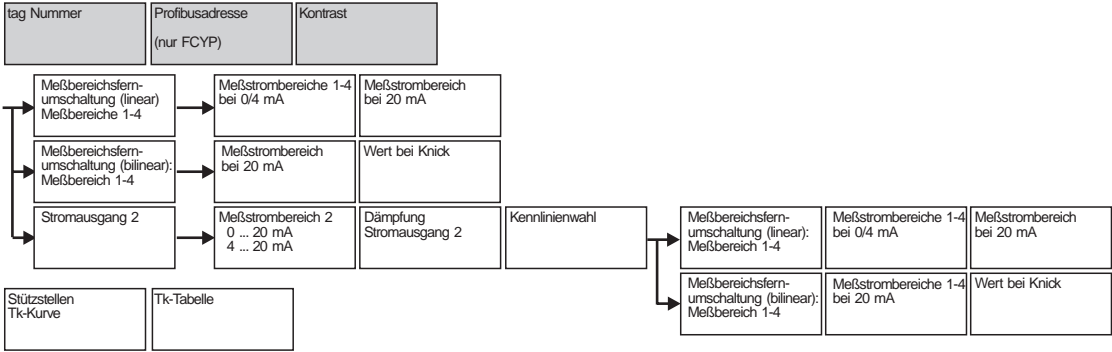 tag Nummer
Profibusadresse
(nur FCYP)
Kontrast
Meßbereichsfern-
umschaltung (linear)
Meßbereiche 1-4
Meßstrombereiche 1-4
bei 0/4 mA
Meßstrombereich
bei 20 mA
Meßbereichsfern-
umschaltung (bilinear):
Meßbereich 1-4
Meßstrombereich
bei 20 mA
Wert bei Knick
Stromausgang 2
Meßstrombereich 2
0 ... 20 mA
4 ... 20 mA
Dämpfung
Stromausgang 2
Kennlinienwahl
Meßbereichsfern-
umschaltung (linear):
Meßbereich 1-4
Meßstrombereiche 1-4
bei 0/4 mA
Meßstrombereich
bei 20 mA
Meßbereichsfern-
umschaltung (bilinear):
Meßbereich 1-4
Meßstrombereiche 1-4
bei 20 mA
Wert bei Knick
Stützstellen
Tk-Kurve
Tk-Tabelle